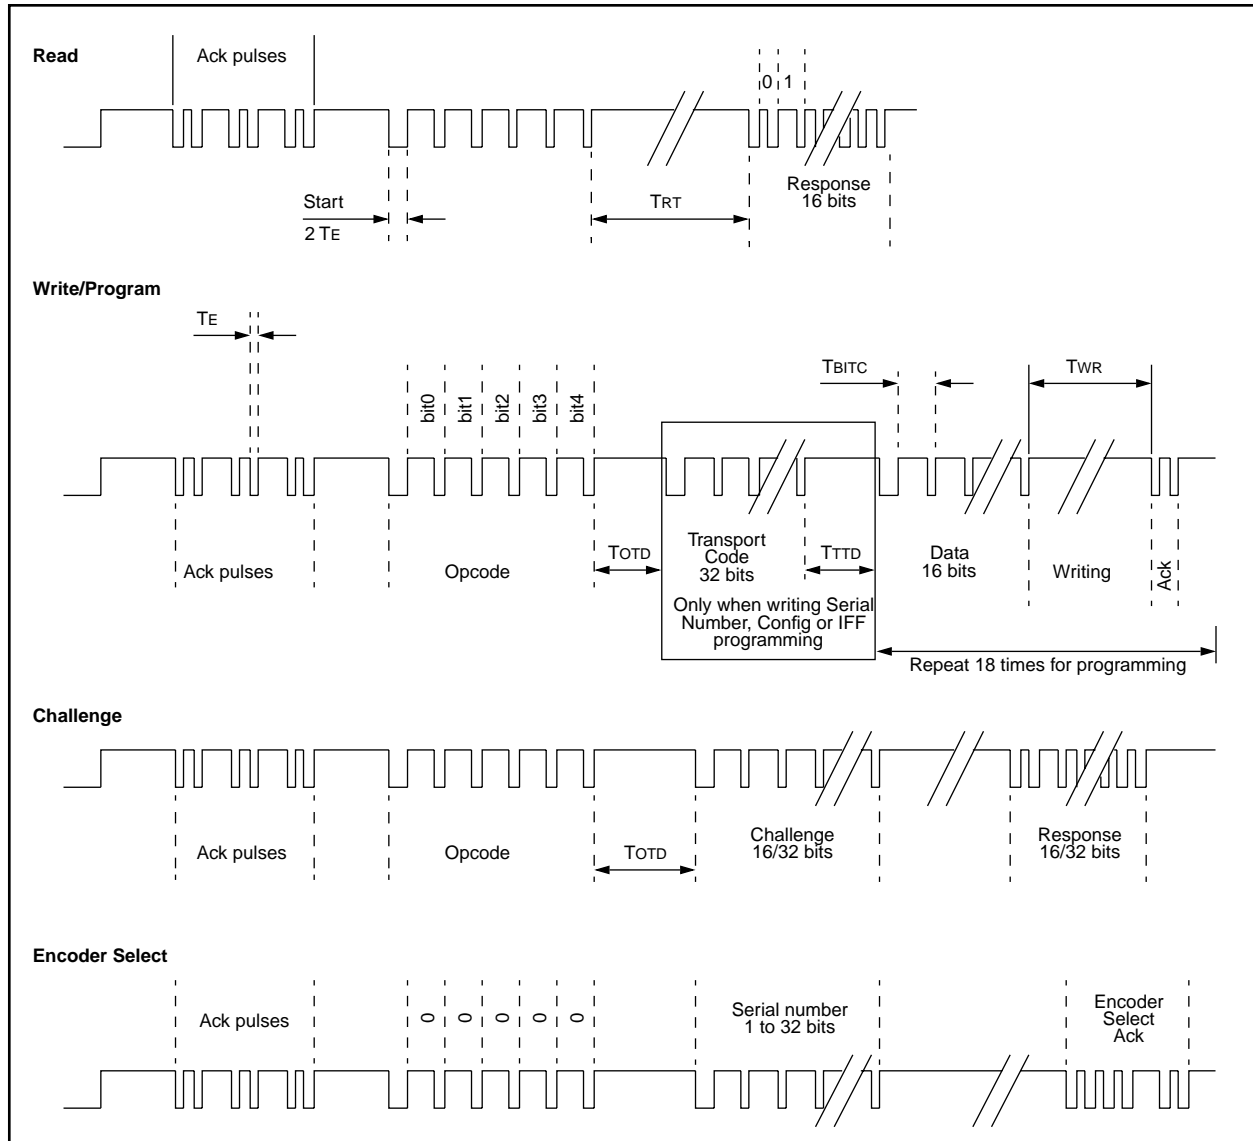 Read
Ack pulses
0 1
Response
16 bits
Start
2 TE
TRT
Write/Program
TE
bit0
bit1
bit2
bit3
bit4
TBITC
TWR
Ack pulses
Opcode
TOTD
Transport
Code
32 bits
TTTD
Data
16 bits
Writing
Ack
Only when writing Serial
Number, Config or IFF
programming
Repeat 18 times for programming
Challenge
Ack pulses
Opcode
TOTD
Challenge
16/32 bits
Response
16/32 bits
Encoder Select
Ack pulses
0 0 0 0 0
Serial number
1 to 32 bits
Encoder
Select
Ack